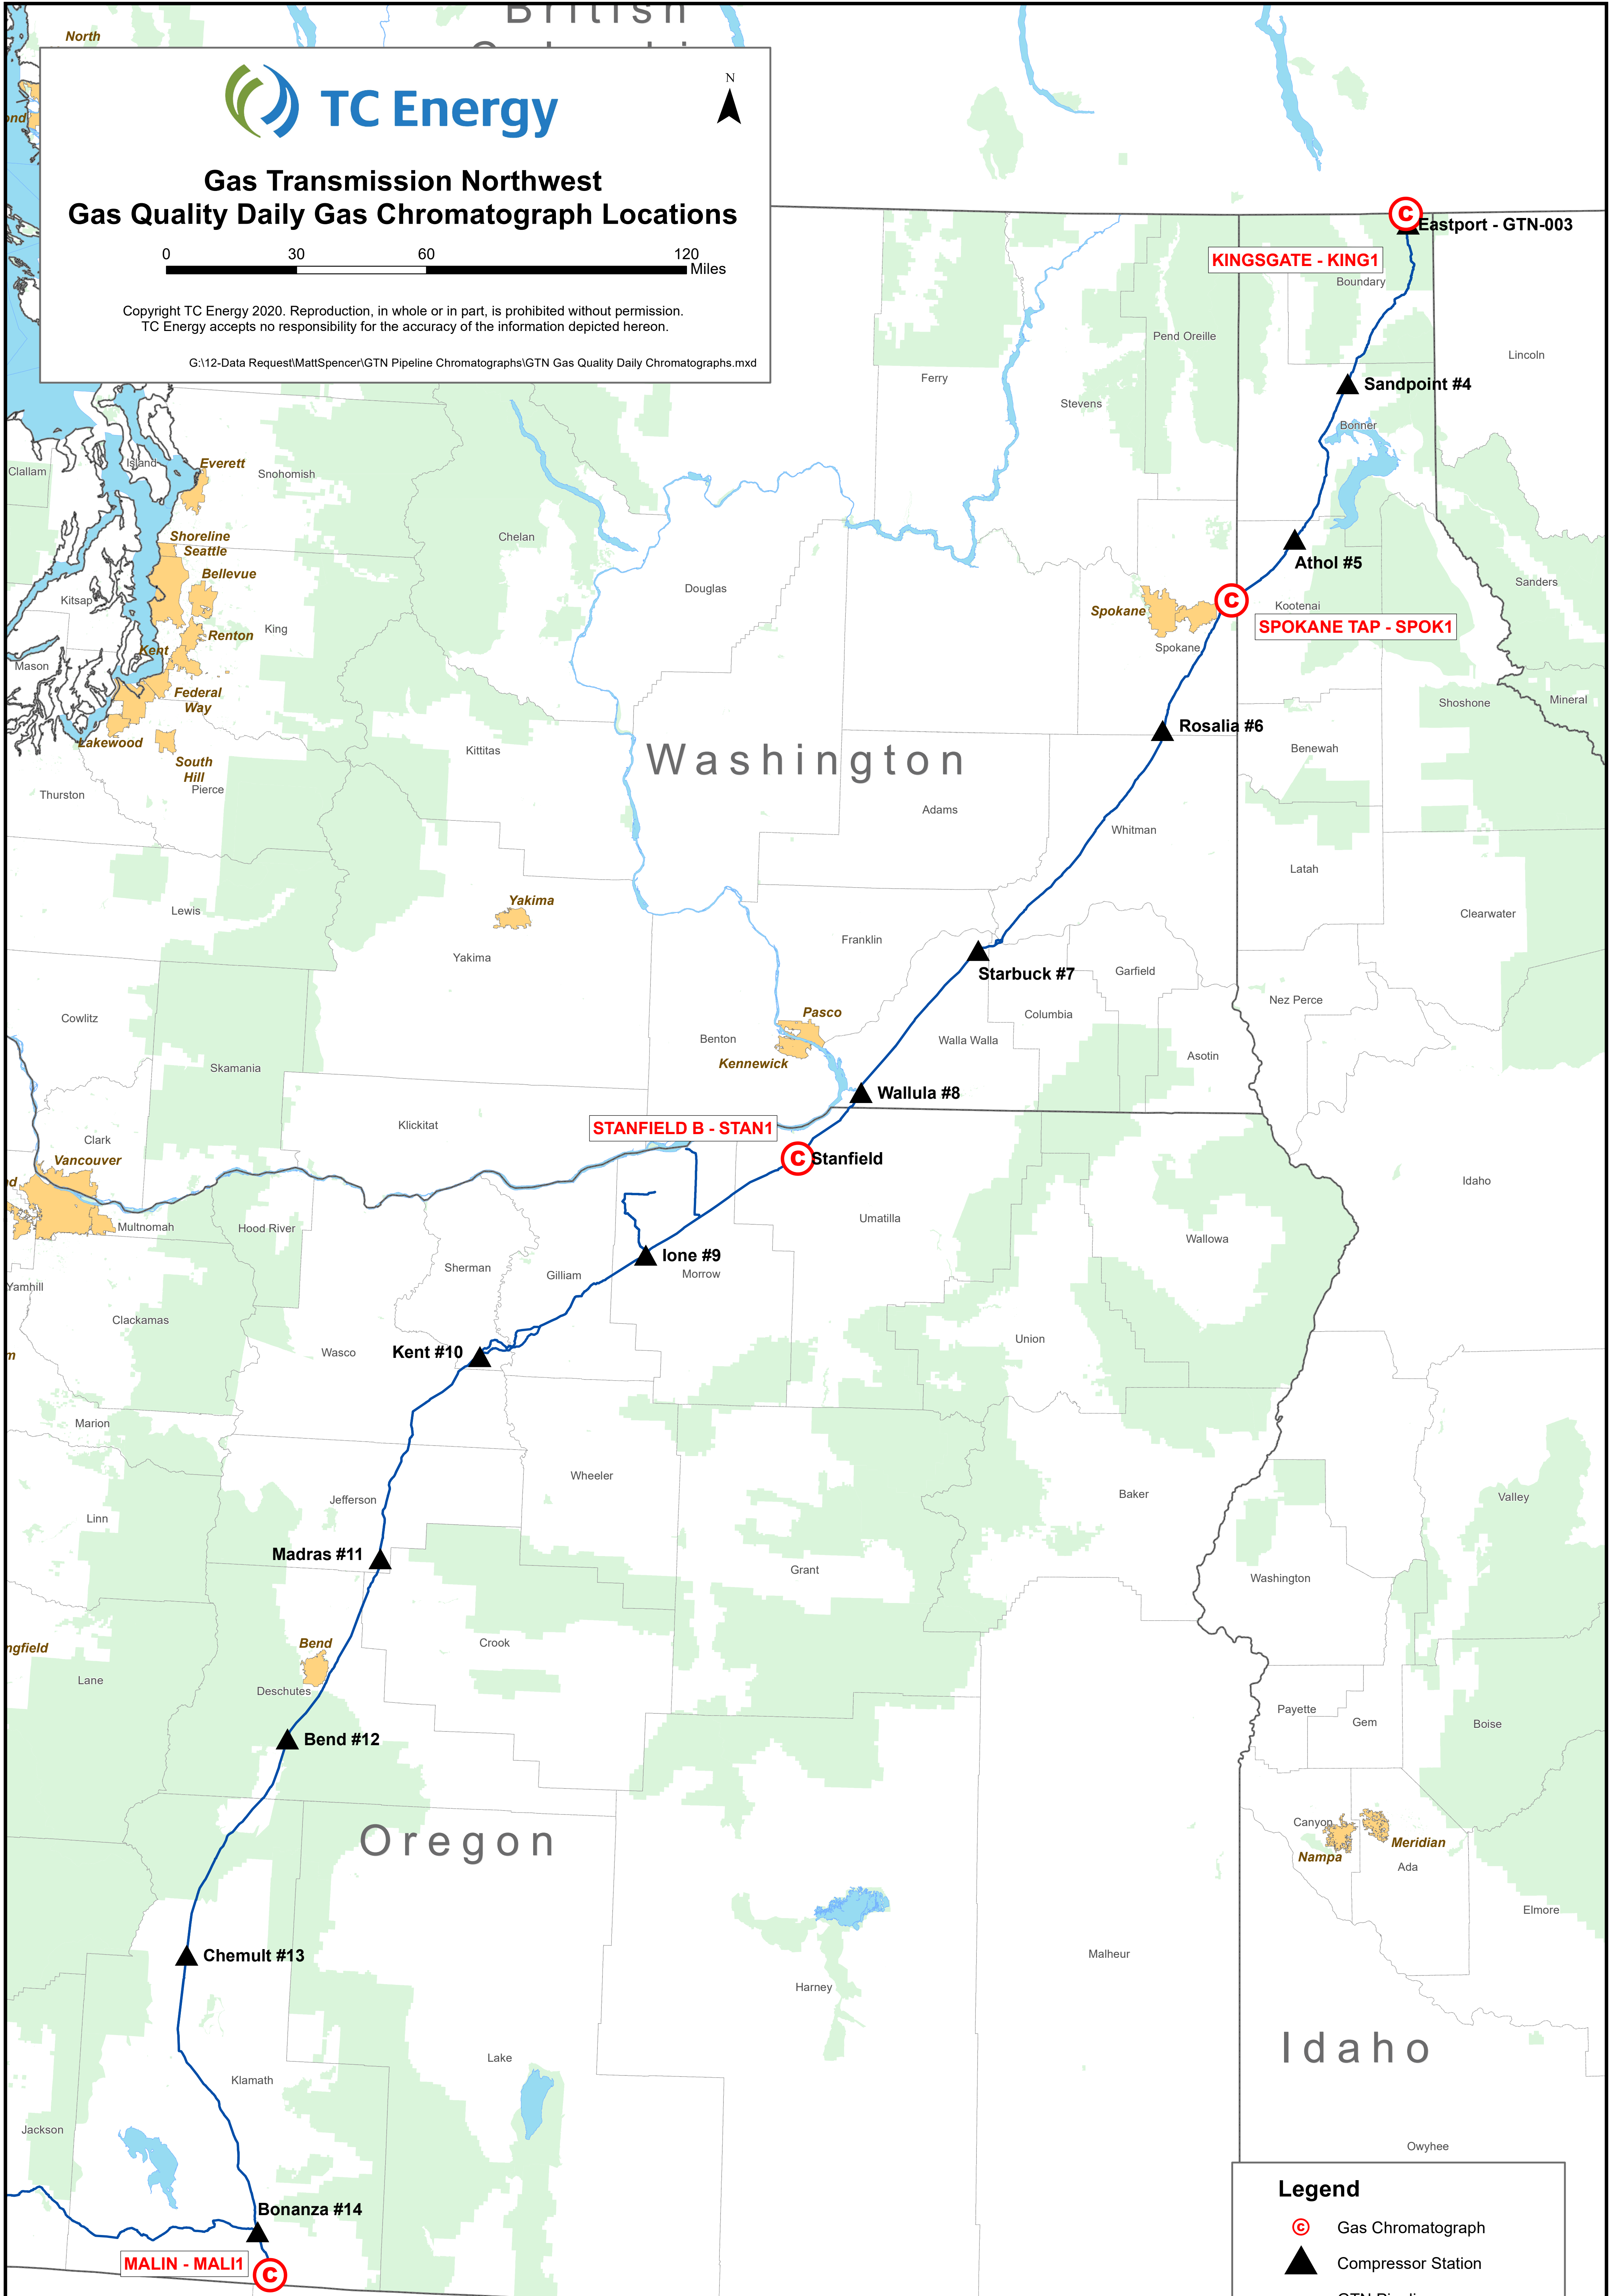 British
North
TC Energy
N
Gas Transmission Northwest
Gas Quality Daily Gas Chromatograph Locations
0 30 60 120
Miles
Copyright TC Energy 2020. Reproduction, in whole or in part, is prohibited without permission.
TC Energy accepts no responsibility for the accuracy of the information depicted hereon.
G:\12-Data Request\MattSpencer\GTN Pipeline Chromatographs\GTN Gas Quality Daily Chromatographs.mxd
ond
C
Eastport - GTN-003
KINGSGATE - KING1
Boundary
Pend Oreille
Lincoln
Ferry
Sandpoint #4
Stevens
Bonner
Everett
Island
Clallam
Snohomish
Shoreline
Seattle
Chelan
Athol #5
Bellevue
Sanders
Douglas
Kitsap
C
Kootenai
Spokane
SPOKANE TAP - SPOK1
King
Renton
Kent
Spokane
Mason
Federal
Way
Shoshone
Mineral
Rosalia #6
Lakewood
Kittitas
Washington
Benewah
South
Hill
Pierce
Thurston
Adams
Whitman
Latah
Yakima
Lewis
Clearwater
Franklin
Yakima
Starbuck #7
Garfield
Nez Perce
Pasco
Columbia
Cowlitz
Benton
Walla Walla
Kennewick
Asotin
Skamania
Wallula #8
Klickitat
STANFIELD B - STAN1
Clark
Vancouver
C
Stanfield
Idaho
d
Umatilla
Multnomah
Hood River
Wallowa
Ione #9
Sherman
Gilliam
Morrow
Yamhill
Clackamas
Union
Kent #10
Wasco
m
Marion
Wheeler
Baker
Valley
Jefferson
Linn
Madras #11
Grant
Washington
Bend
Crook
ngfield
Lane
Deschutes
Payette
Gem
Boise
Bend #12
Canyon
Oregon
Meridian
Nampa
Ada
Elmore
Chemult #13
Malheur
Harney
Idaho
Lake
Klamath
Jackson
Owyhee
Legend
Bonanza #14
C Gas Chromatograph
MALIN - MALI1
C
Compressor Station